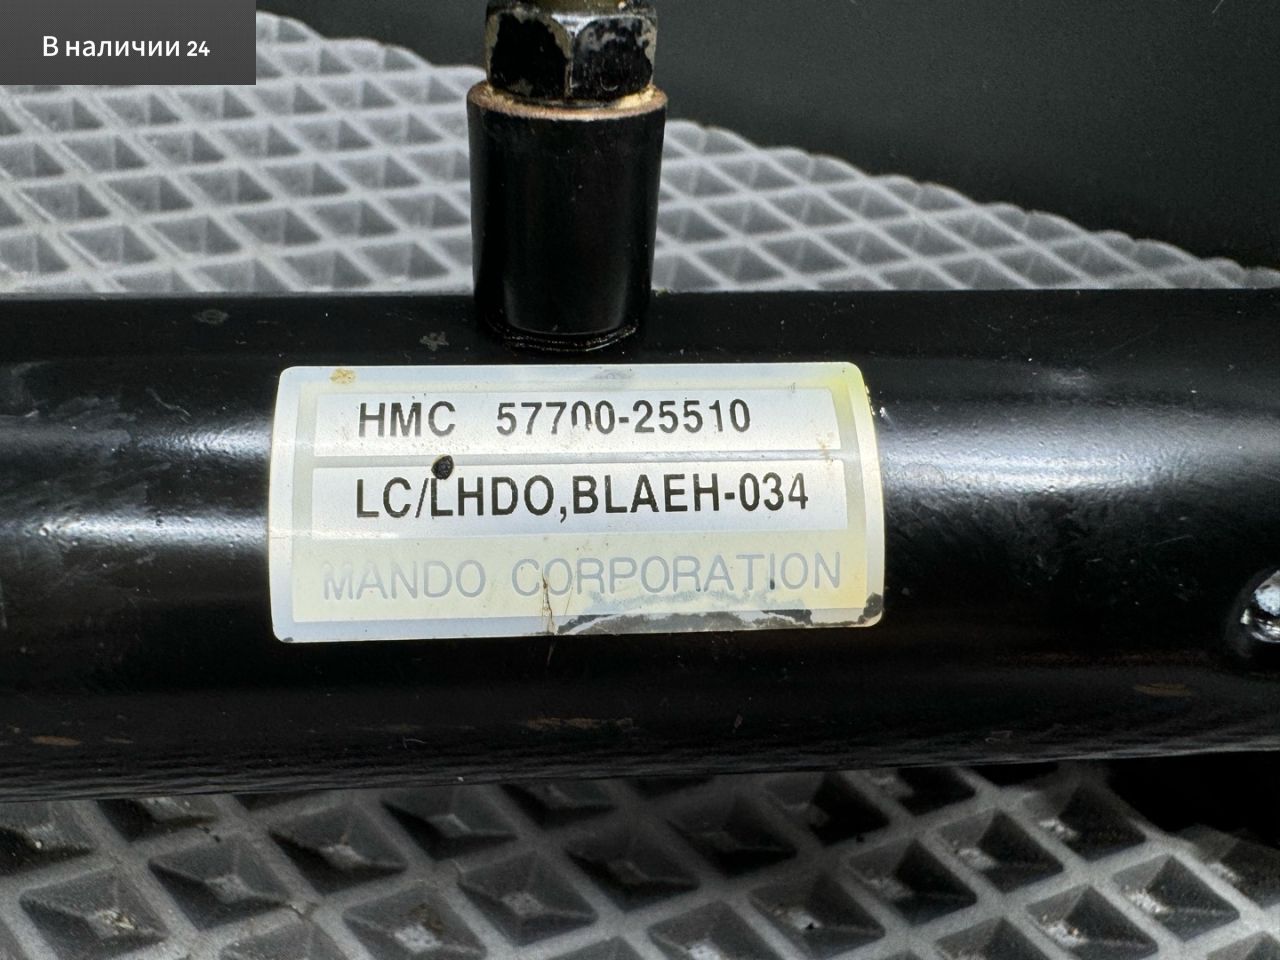 В наличии 24
HMC 57700-25510
LC/LHDO,BLAEH-034
MANDO CORPORATION